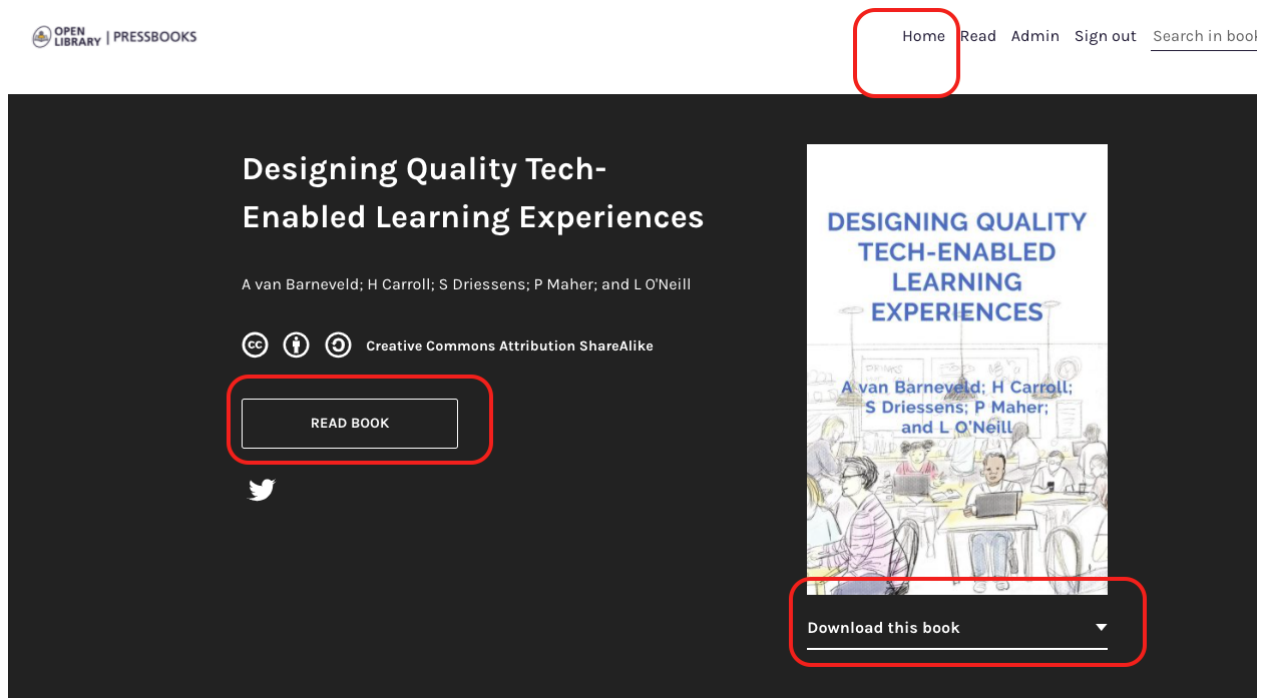 OPEN
LIBRARY | PRESSBOOKS
Home Read Admin Sign out Search in book
Designing Quality Tech-
Enabled Learning Experiences
A van Barneveld; H Carroll; S Driessens; P Maher; and L O'Neill
cc Creative Commons Attribution ShareAlike
READ BOOK
DESIGNING QUALITY
TECH-ENABLED
LEARNING
EXPERIENCES
DRINKS
A van Barneveld; H Carroll;
S Driessens; P Maher;
and L O'Neill
Download this book